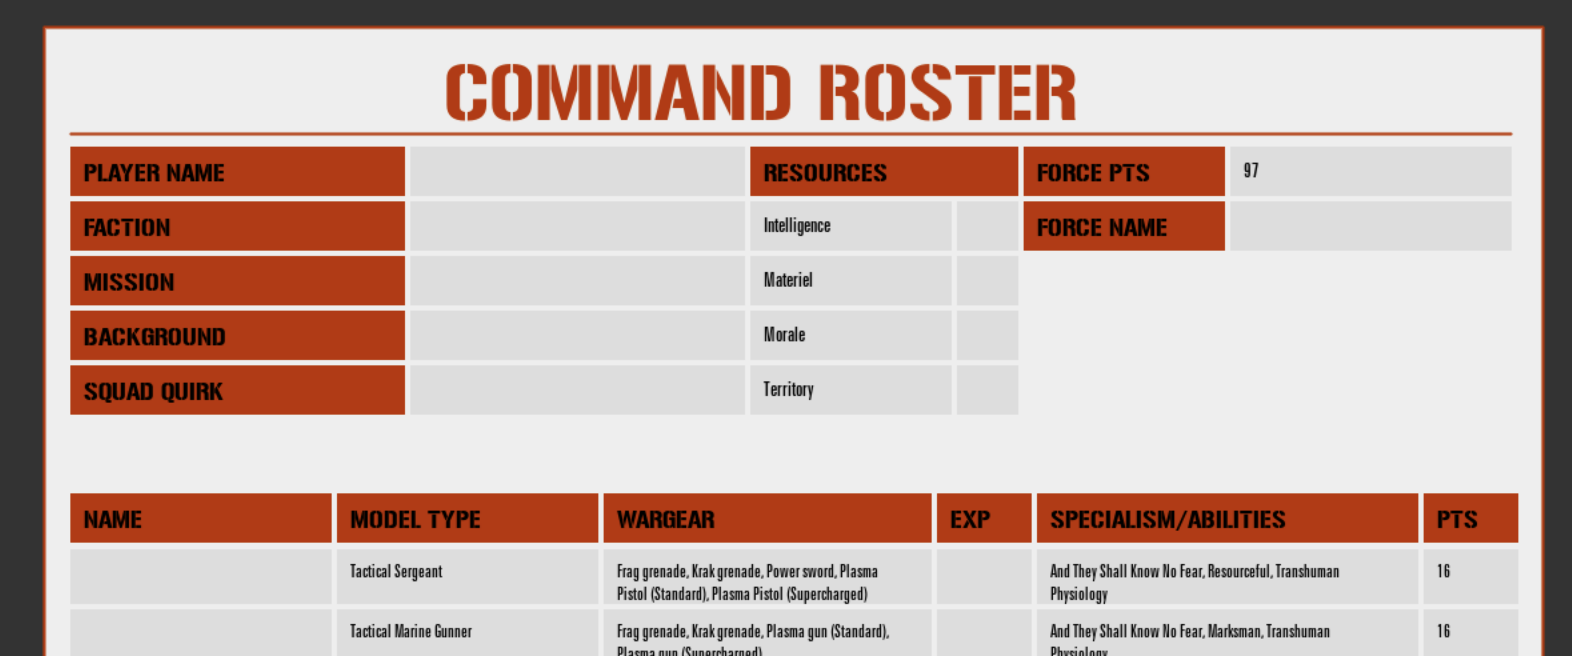 COMMAND ROSTER
PLAYER NAME
RESOURCES
FORCE PTS
97
FACTION
Intelligence
FORCE NAME
MISSION
Materiel
BACKGROUND
Morale
SQUAD QUIRK
Territory
NAME
MODEL TYPE
WARGEAR
EXP
SPECIALISM/ABILITIES
PTS
Tactical Sergeant
Frag grenade, Krak grenade, Power sword, Plasma
Pistol (Standard), Plasma Pistol (Supercharged)
And They Shall Know No Fear, Resourceful, Transhuman
Physiology
16
Tactical Marine Gunner
Frag grenade, Krak grenade, Plasma gun (Standard),
Plasma gun (Supercharged)
And They Shall Know No Fear, Marksman, Transhuman
Physiology
16